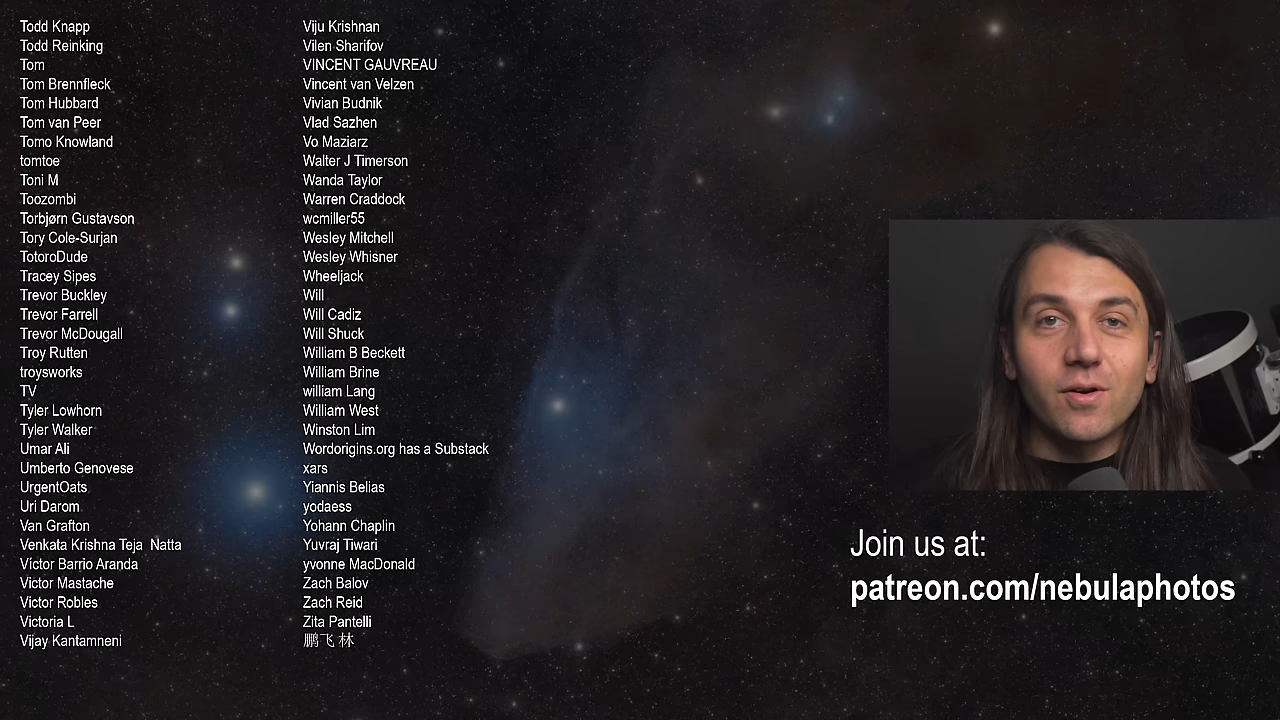 Todd Knapp
Todd Reinking
Tom
Tom Brennfleck
Tom Hubbard
Tom van Peer
Tomo Knowland
tomtoe
Toni M
Toozombi
Torbjørn Gustavson
Tory Cole-Surjan
TotoroDude
Tracey Sipes
Trevor Buckley
Trevor Farrell
Trevor McDougall
Troy Rutten
troysworks
TV
Tyler Lowhorn
Tyler Walker
Umar Ali
Umberto Genovese
UrgentOats
Uri Darom
Van Grafton
Venkata Krishna Teja  Natta
Víctor Barrio Aranda
Victor Mastache
Victor Robles
Victoria L
Vijay Kantamneni
Viju Krishnan
Vilen Sharifov
VINCENT GAUVREAU
Vincent van Velzen
Vivian Budnik
Vlad Sazhen
Vo Maziarz
Walter J Timerson
Wanda Taylor
Warren Craddock
wcmiller55
Wesley Mitchell
Wesley Whisner
Wheeljack
Will
Will Cadiz
Will Shuck
William B Beckett
William Brine
william Lang
William West
Winston Lim
Wordorigins.org has a Substack
xars
Yiannis Belias
yodaess
Yohann Chaplin
Yuvraj Tiwari
yvonne MacDonald
Zach Balov
Zach Reid
Zita Pantelli
鹏飞 林
Join us at:
patreon.com/nebulaphotos